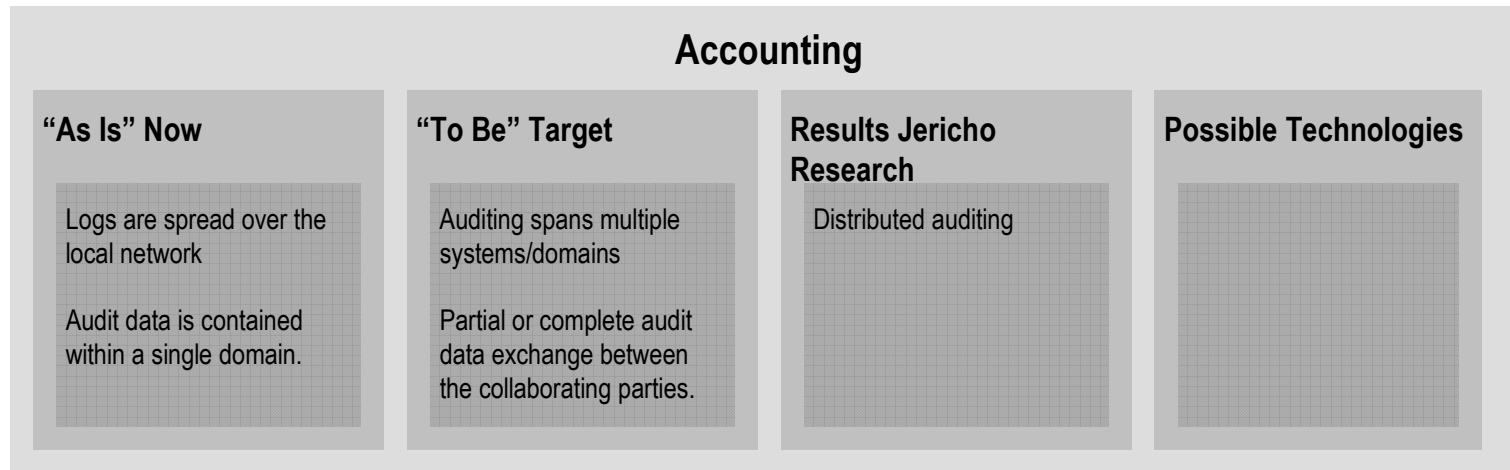 Accounting
“As Is” Now
Logs are spread over the
local network
Audit data is contained
within a single domain.
“To Be” Target
Auditing spans multiple
systems/domains
Partial or complete audit
data exchange between
the collaborating parties.
Results Jericho
Research
Distributed auditing
Possible Technologies